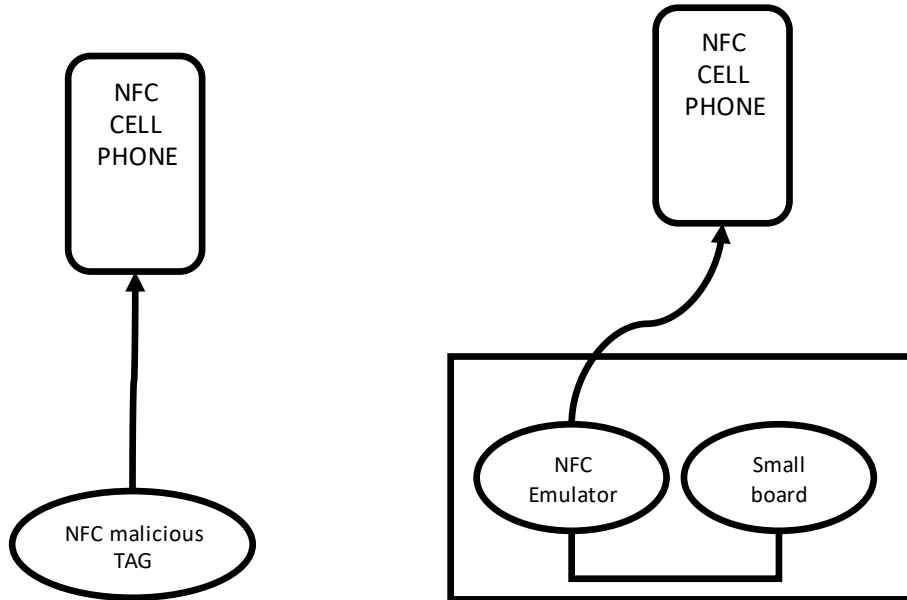 NFC
CELL
PHONE
NFC malicious
TAG
NFC
CELL
PHONE
NFC
Emulator
Small
board